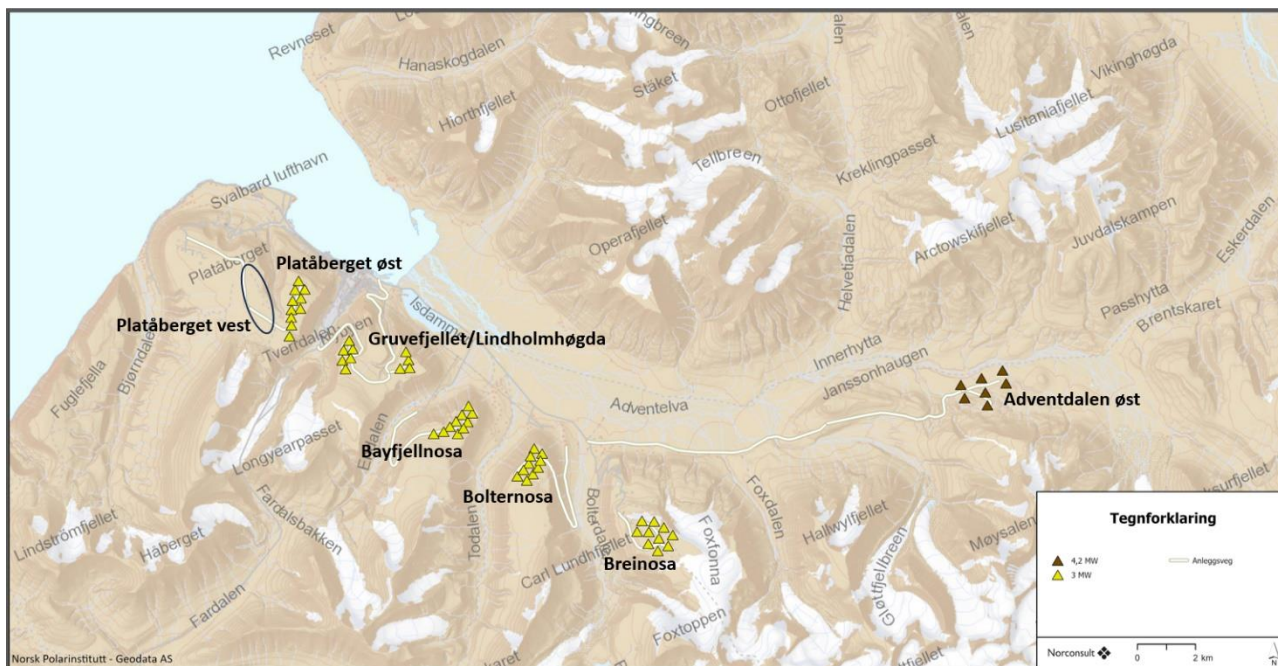 Revneset
Hanaskogdalen
Hiorthfjellet
Stäket
Ottofjellet
Vikinghøgda
Lusitaniafjellet
Kreklingpasset
Tellbreen
Svalbard lufthavn
Operafjellet
Helvetiadalen
Arctowskifjellet
Juvdalskampen
Eskerdalen
Platåberget
Platåberget øst
Isdammen
Passhytta
Brentskaret
Platåberget vest
Bjørndalen
Tverrdalen
Gruvefjellet/Lindholmhøgda
Innerhytta
Janssonhaugen
Fuglefjella
Adventelva
Adventdalen øst
Longyearpasset
Bayfjellnosa
Bolternosa
Foxdalen
Hallwylfjellet
Møysalen
Lindströmfjellet
Håberget
Fardalsbakken
Todalen
Bolterdalen
Carl Lundhfjellet
Breinosa
Foxfonna
Gløttfjellbreen
Fardalen
Foxtoppen
Tegnforklaring
4,2 MW
3 MW
Anleggsveg
Norconsult
0 2 km
Norsk Polarinstitutt - Geodata AS